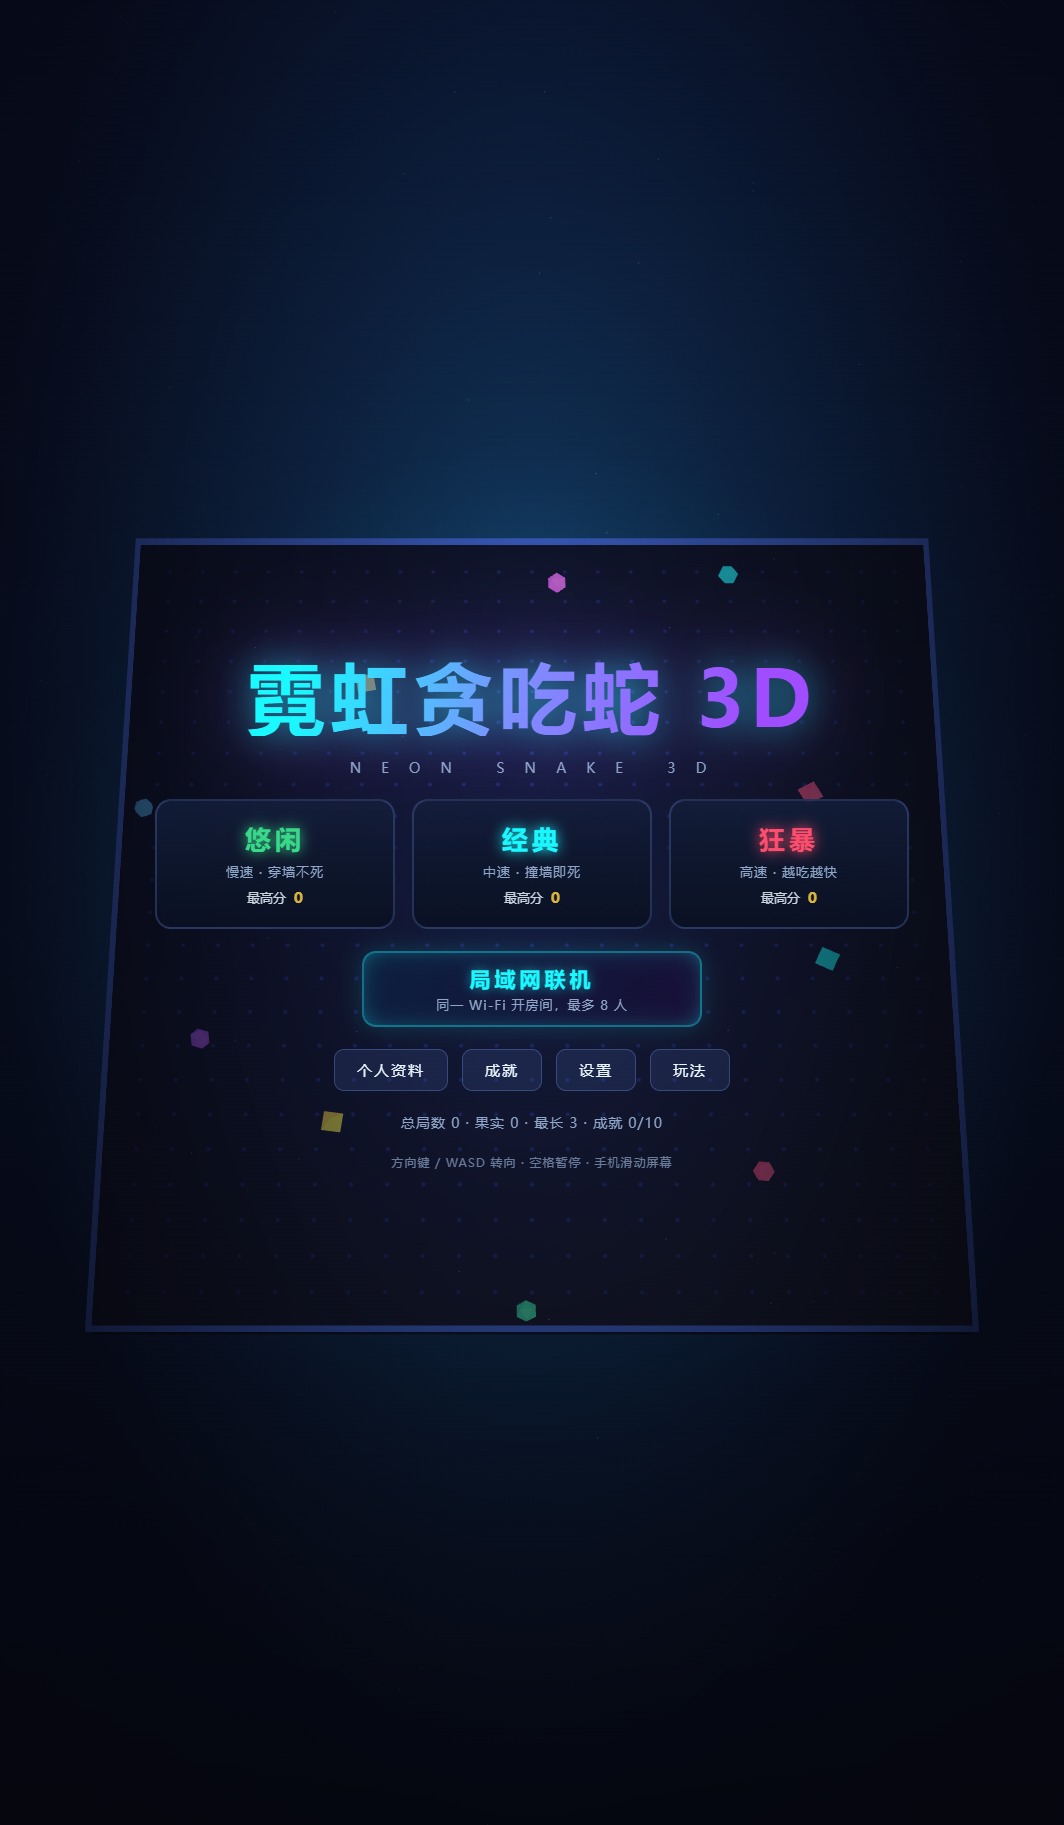 霓虹贪吃蛇 3D
NEON SNAKE 3D
悠闲
慢速 · 穿墙不死
最高分 0
经典
中速 · 撞墙即死
最高分 0
狂暴
高速 · 越吃越快
最高分 0
局域网联机
同一 Wi-Fi 开房间，最多 8 人
个人资料
成就
设置
玩法
总局数 0 · 果实 0 · 最长 3 · 成就 0/10
方向键 / WASD 转向 · 空格暂停 · 手机滑动屏幕